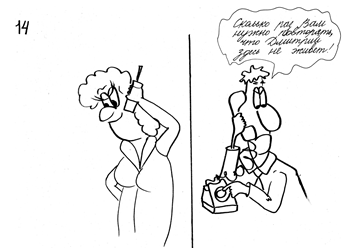 14
Сколько раз Вам
нужно повторять,
что Дмитрий
здесь не живет!